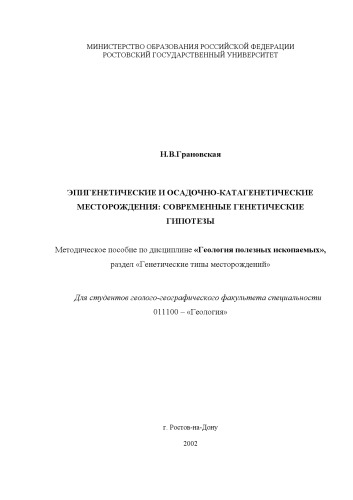 МИНИСТЕРСТВО ОБРАЗОВАНИЯ РОССИЙСКОЙ ФЕДЕРАЦИИ
РОСТОВСКИЙ ГОСУДАРСТВЕННЫЙ УНИВЕРСИТЕТ
Н.В.Грановская
ЭПИГЕНЕТИЧЕСКИЕ И ОСАДОЧНО-КАТАГЕНЕТИЧЕСКИЕ
МЕСТОРОЖДЕНИЯ: СОВРЕМЕННЫЕ ГЕНЕТИЧЕСКИЕ
ГИПОТЕЗЫ
Методическое пособие по дисциплине «Геология полезных ископаемых»,
раздел «Генетические типы месторождений»
Для студентов геолого-географического факультета специальности
011100 – «Геология»
г. Ростов-на-Дону
2002